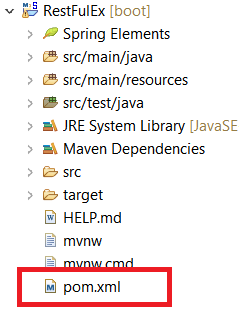 RestFulEx [boot]
Spring Elements
src/main/java
src/main/resources
src/test/java
JRE System Library [JavaSE
Maven Dependencies
src
target
HELP.md
mvnw
mvnw.cmd
pom.xml